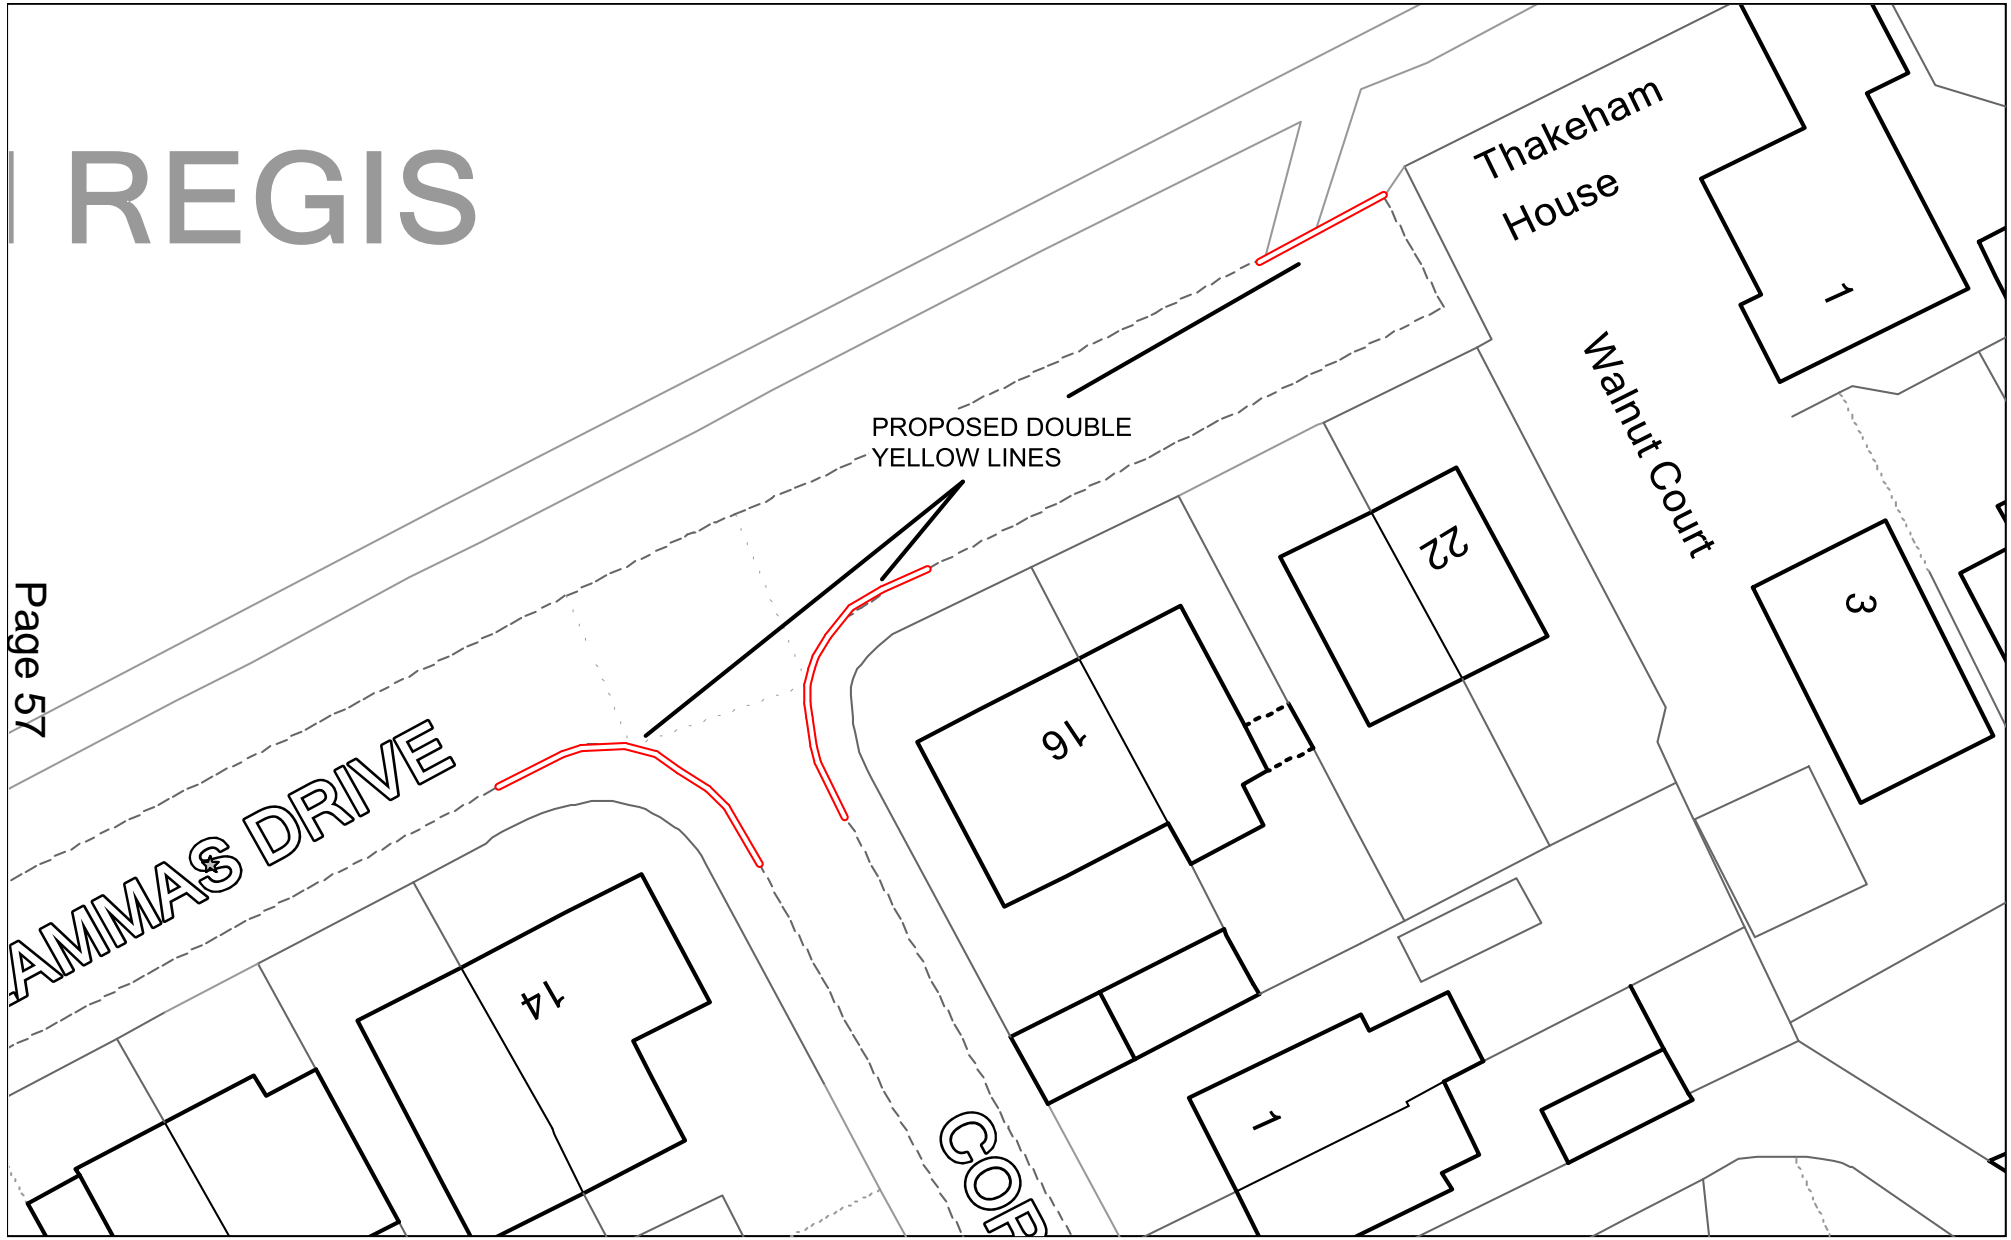 REGIS
Thakeham
House
1
Walnut Court
PROPOSED DOUBLE
YELLOW LINES
22
3
Page 57
16
AMMAS DRIVE
14
1
COP